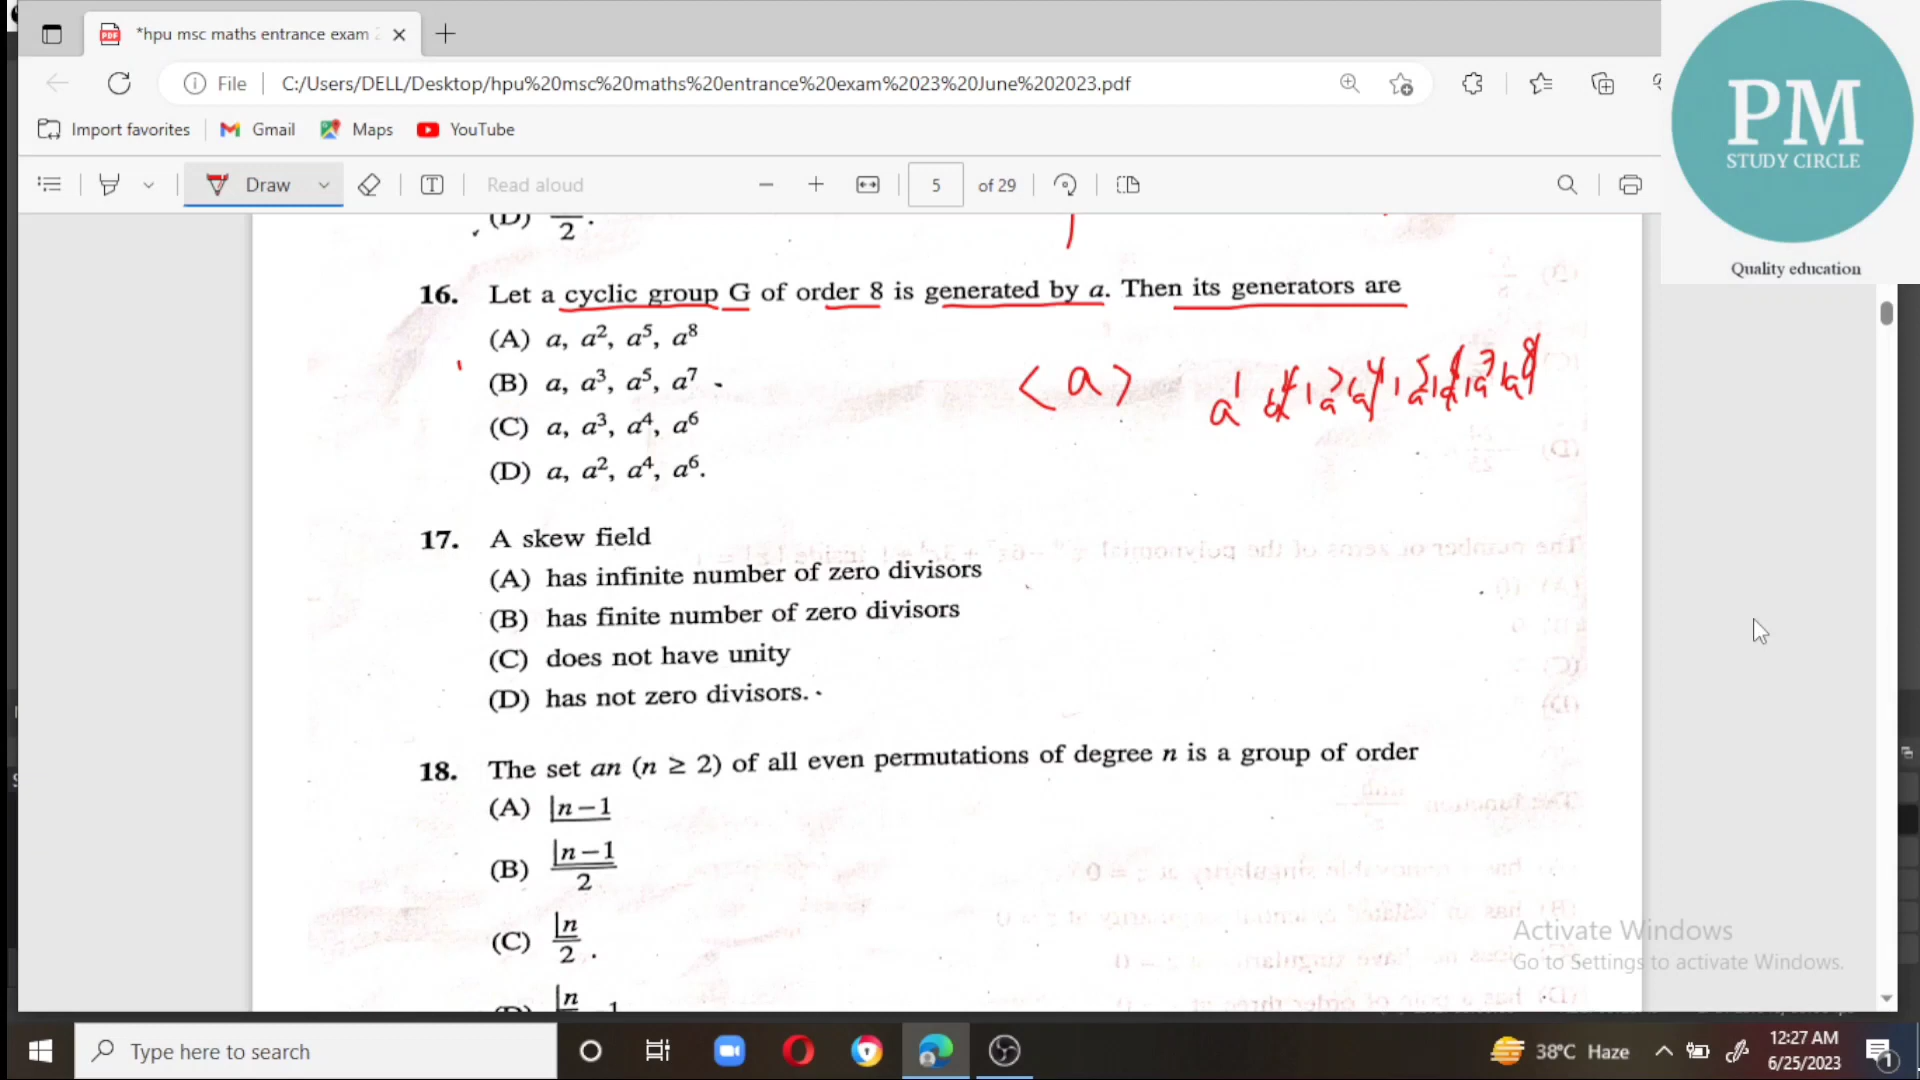 *hpu msc maths entrance exam 2
File
C:/Users/DELL/Desktop/hpu%20msc%20maths%20entrance%20exam%2023%20June%202023.pdf
Import favorites
Gmail
Maps
YouTube
Draw
Read aloud
5 of 29
PM
STUDY CIRCLE
Quality education
(D) 2 .
16. Let a cyclic group G of order 8 is generated by a. Then its generators are
(A) a, a², a⁵, a⁸
(B) a, a³, a⁵, a⁷
(C) a, a³, a⁴, a⁶
(D) a, a², a⁴, a⁶.
< a >
17. A skew field
(A) has infinite number of zero divisors
(B) has finite number of zero divisors
(C) does not have unity
(D) has not zero divisors.
18. The set an (n ≥ 2) of all even permutations of degree n is a group of order
(A) |n−1
(B) |n−1
2
(C) |n
2
|n
Activate Windows
Go to Settings to activate Windows.
Type here to search
38°C Haze
12:27 AM
6/25/2023
1